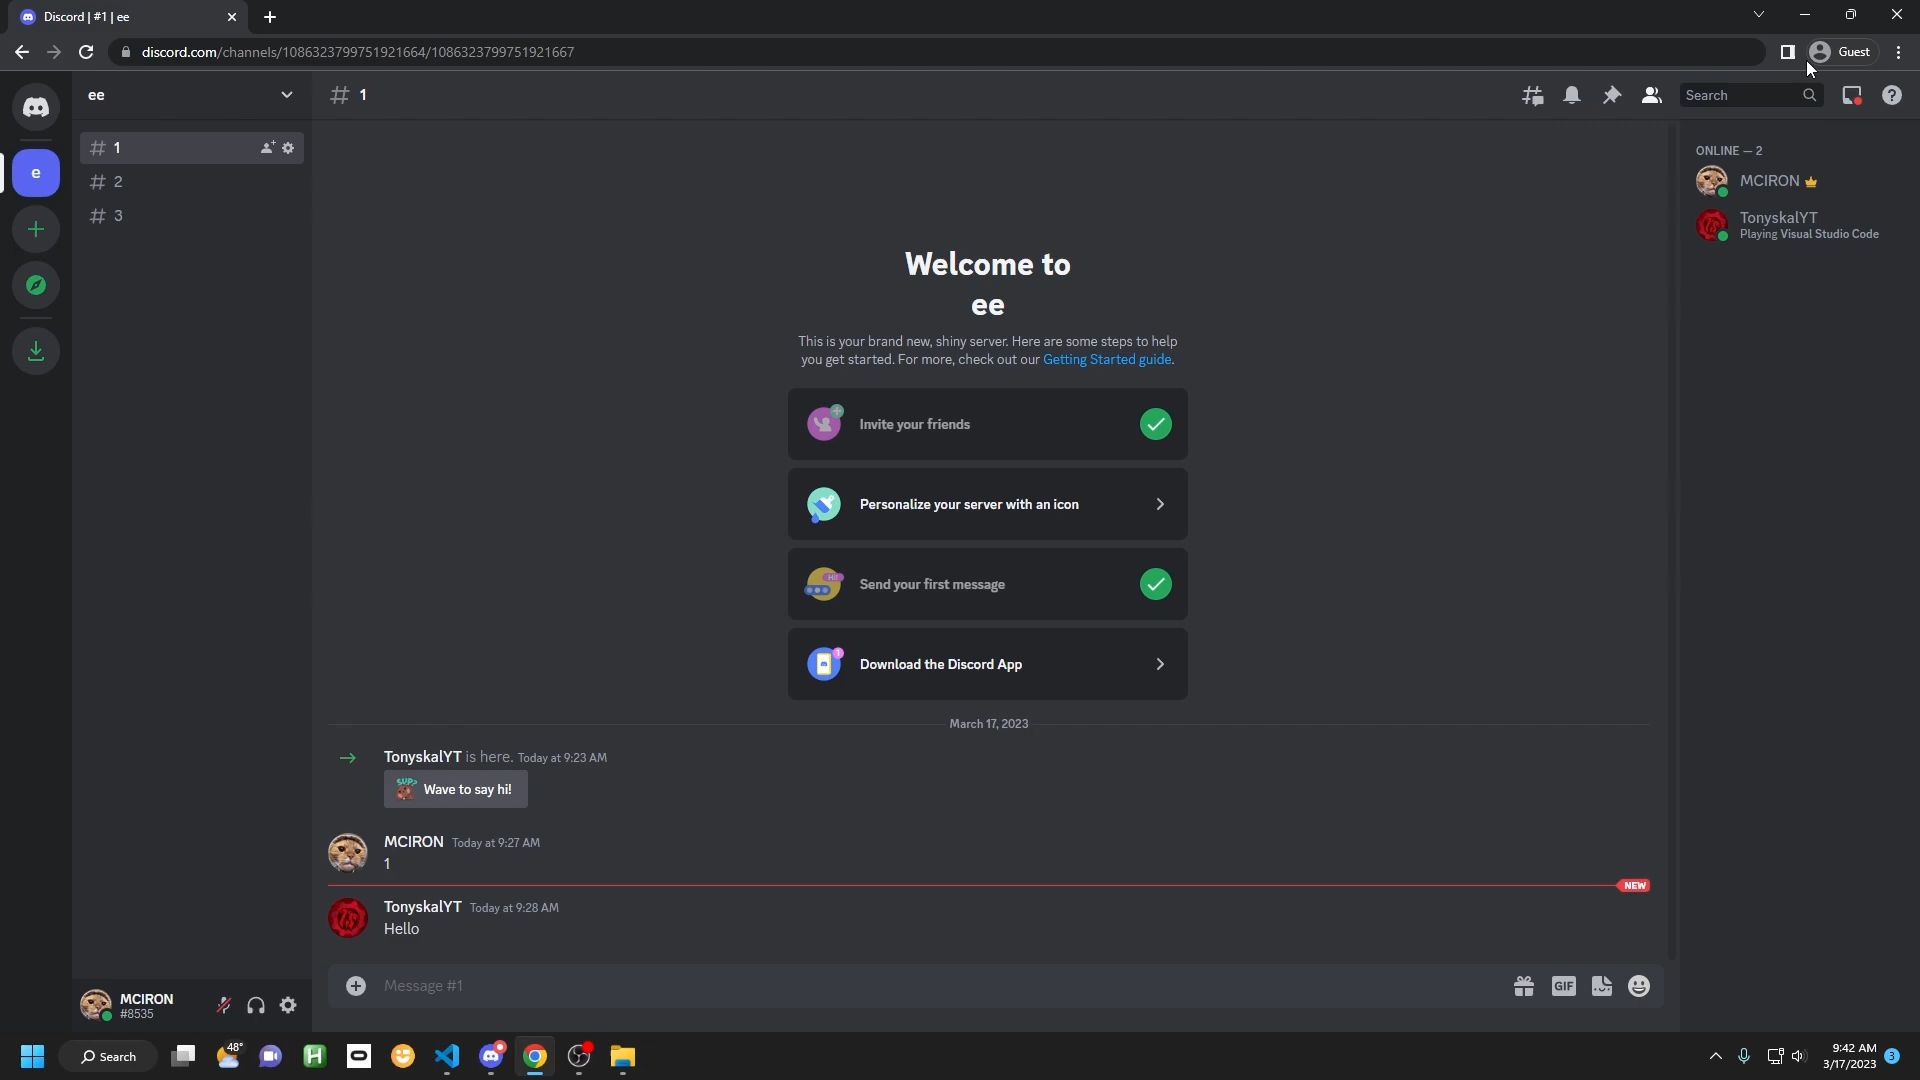 Discord | #1 | ee
discord.com/channels/1086323799751921664/1086323799751921667
Guest
ee
1
Search
e
1
2
3
ONLINE — 2
MCIRON
TonyskalYT
Playing Visual Studio Code
Welcome to
ee
This is your brand new, shiny server. Here are some steps to help
you get started. For more, check out our Getting Started guide.
Invite your friends
Personalize your server with an icon
Hi!
Send your first message
1
Download the Discord App
March 17, 2023
TonyskalYT is here. Today at 9:23 AM
SUP?
Wave to say hi!
MCIRON Today at 9:27 AM
1
NEW
TonyskalYT Today at 9:28 AM
Hello
Message #1
GIF
MCIRON
#8535
Search
48°
H
9:42 AM
3/17/2023
3